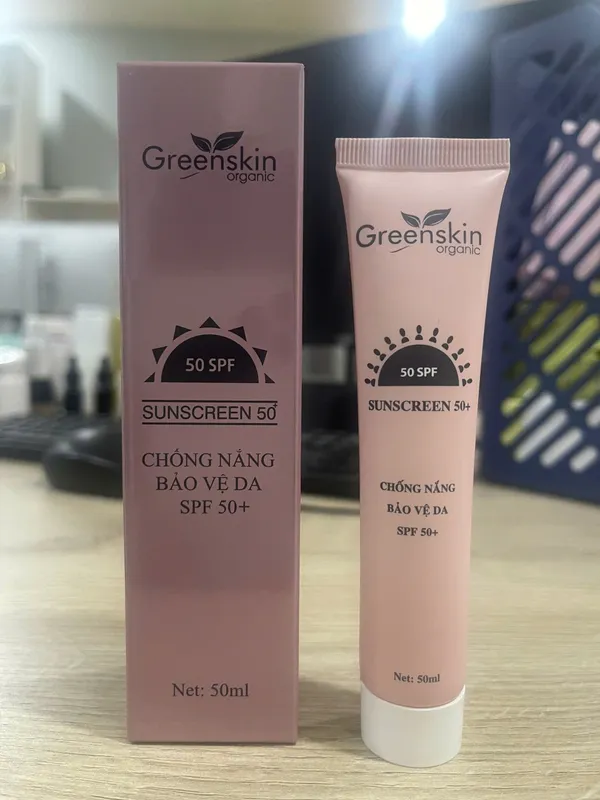 Greenskin
organic
50 SPF
SUNSCREEN 50+
CHỐNG NẮNG
BẢO VỆ DA
SPF 50+
Net: 50ml
Greenskin
organic
50 SPF
SUNSCREEN 50+
CHỐNG NẮNG
BẢO VỆ DA
SPF 50+
Net: 50ml